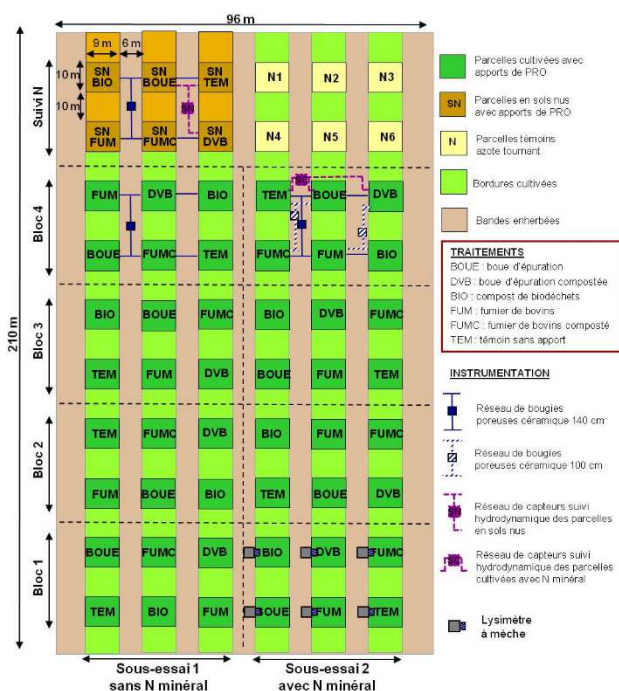 96 m
9 m
6 m
10 m
10 m
210 m
Suivi N
SN BIO
SN BOUE
SN TEM
N1
N2
N3
SN FUM
SN FUMC
SN DVB
N4
N5
N6
Bloc 4
FUM
DVB
BIO
TEM
BOUE
DVB
BOUE
FUMC
TEM
FUMC
FUM
BIO
Bloc 3
BIO
BOUE
FUMC
BIO
DVB
FUMC
TEM
FUM
DVB
BOUE
FUM
TEM
Bloc 2
TEM
FUMC
DVB
BIO
FUM
FUMC
FUM
BOUE
BIO
TEM
BOUE
DVB
Bloc 1
BOUE
FUMC
DVB
BIO
DVB
FUMC
TEM
BIO
FUM
BOUE
FUM
TEM
Sous-essai 1
sans N minéral
Sous-essai 2
avec N minéral
Parcelles cultivées avec
apports de PRO
SN
Parcelles en sols nus
avec apports de PRO
N
Parcelles témoins
azote tournant
Bordures cultivées
Bandes enherbées
TRAITEMENTS
BOUE : boue d'épuration
DVB : boue d'épuration compostée
BIO : compost de biodéchets
FUM : fumier de bovins
FUMC : fumier de bovins composté
TEM : témoin sans apport
INSTRUMENTATION
Réseau de bougies
poreuses céramique 140 cm
Réseau de bougies
poreuses céramique 100 cm
Réseau de capteurs suivi
hydrodynamique des parcelles
en sols nus
Réseau de capteurs suivi
hydrodynamique des parcelles
cultivées avec N minéral
Lysimètre
à mèche